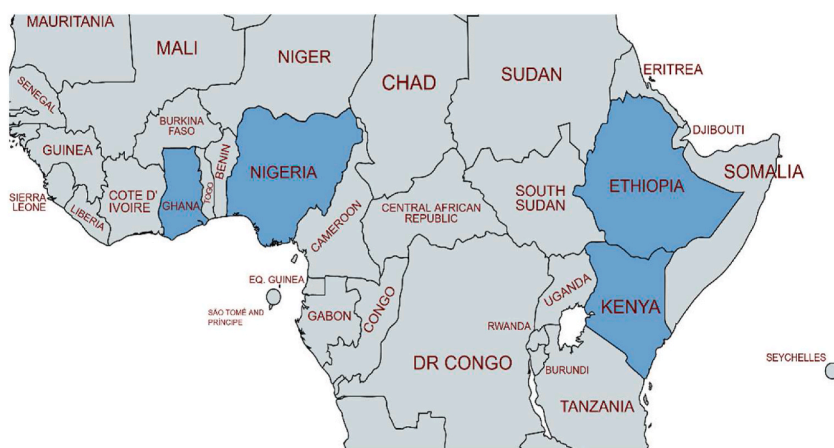 MAURITANIA
MALI
NIGER
CHAD
SUDAN
ERITREA
SENEGAL
BURKINA
FASO
DJIBOUTI
GUINEA
BENIN
NIGERIA
SOMALIA
ETHIOPIA
SIERRA
LEONE
LIBERIA
COTE D'
IVOIRE
GHANA
TOGO
CAMEROON
CENTRAL AFRICAN
REPUBLIC
SOUTH
SUDAN
EQ. GUINEA
SÃO TOMÉ AND
PRÍNCIPE
GABON
CONGO
UGANDA
KENYA
RWANDA
DR CONGO
BURUNDI
SEYCHELLES
TANZANIA